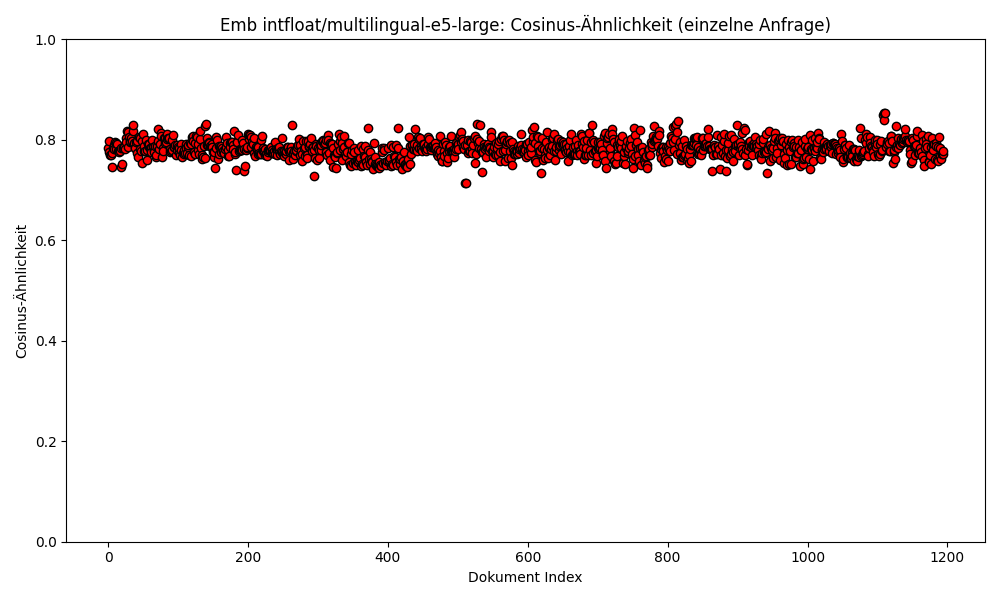 Emb intfloat/multilingual-e5-large: Cosinus-Ähnlichkeit (einzelne Anfrage)
1.0
0.8
0.6
0.4
0.2
0.0
Cosinus-Ähnlichkeit
0 200 400 600 800 1000 1200
Dokument Index